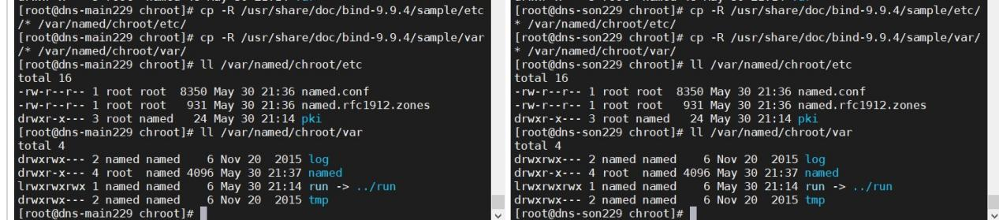 [root@dns-main229 chroot]# cp -R /usr/share/doc/bind-9.9.4/sample/etc
/* /var/named/chroot/etc/
[root@dns-main229 chroot]# cp -R /usr/share/doc/bind-9.9.4/sample/var
/* /var/named/chroot/var/
[root@dns-main229 chroot]# ll /var/named/chroot/etc
total 16
-rw-r--r-- 1 root root  8350 May 30 21:36 named.conf
-rw-r--r-- 1 root root   931 May 30 21:36 named.rfc1912.zones
drwxr-x--- 3 root named   24 May 30 21:14 pki
[root@dns-main229 chroot]# ll /var/named/chroot/var
total 4
drwxrwx--- 2 named named    6 Nov 20  2015 log
drwxr-x--- 4 root  named 4096 May 30 21:37 named
lrwxrwxrwx 1 named named    6 May 30 21:14 run -> ../run
drwxrwx--- 2 named named    6 Nov 20  2015 tmp
[root@dns-main229 chroot]#
[root@dns-son229 chroot]# cp -R /usr/share/doc/bind-9.9.4/sample/etc/
* /var/named/chroot/etc/
[root@dns-son229 chroot]# cp -R /usr/share/doc/bind-9.9.4/sample/var/
* /var/named/chroot/var/
[root@dns-son229 chroot]# ll /var/named/chroot/etc
total 16
-rw-r--r-- 1 root root  8350 May 30 21:36 named.conf
-rw-r--r-- 1 root root   931 May 30 21:36 named.rfc1912.zones
drwxr-x--- 3 root named   24 May 30 21:14 pki
[root@dns-son229 chroot]# ll /var/named/chroot/var
total 4
drwxrwx--- 2 named named    6 Nov 20  2015 log
drwxr-x--- 4 root  named 4096 May 30 21:37 named
lrwxrwxrwx 1 named named    6 May 30 21:14 run -> ../run
drwxrwx--- 2 named named    6 Nov 20  2015 tmp
[root@dns-son229 chroot]#